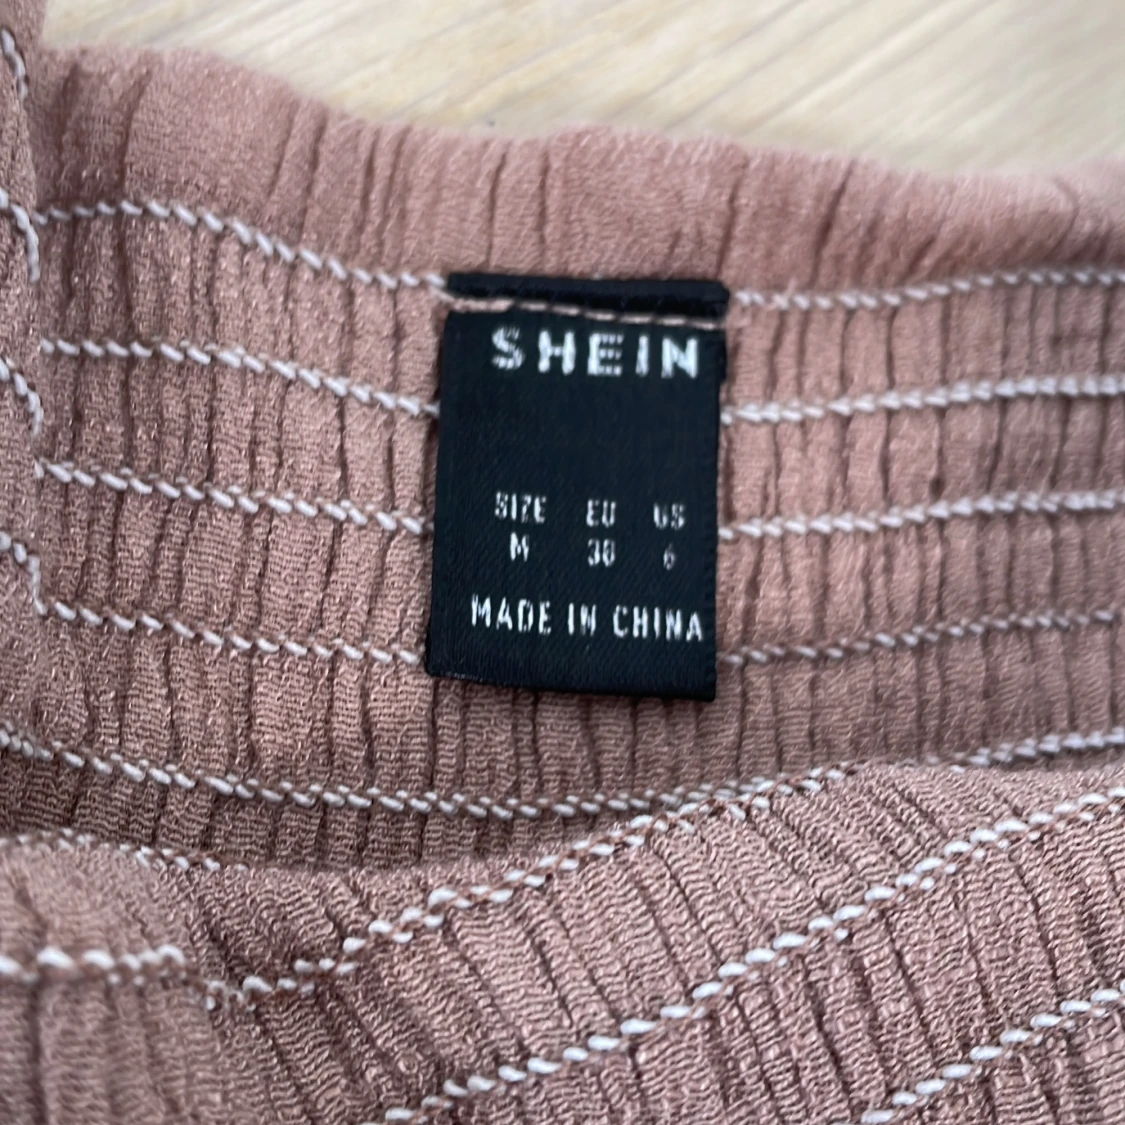 SHEIN
SIZE EU US
M 38 6
MADE IN CHINA